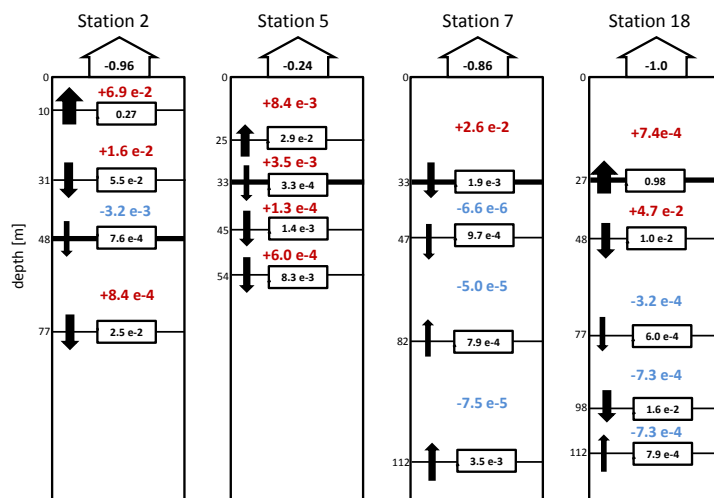 Station 2
Station 5
Station 7
Station 18
depth [m]
-0.96
0
+6.9 e-2
10
0.27
+1.6 e-2
31
5.5 e-2
-3.2 e-3
48
7.6 e-4
+8.4 e-4
77
2.5 e-2
-0.24
0
+8.4 e-3
25
2.9 e-2
+3.5 e-3
33
3.3 e-4
+1.3 e-4
45
1.4 e-3
+6.0 e-4
54
8.3 e-3
-0.86
0
+2.6 e-2
33
1.9 e-3
-6.6 e-6
47
9.7 e-4
-5.0 e-5
82
7.9 e-4
-7.5 e-5
112
3.5 e-3
-1.0
0
+7.4e-4
27
0.98
+4.7 e-2
48
1.0 e-2
-3.2 e-4
77
6.0 e-4
-7.3 e-4
98
1.6 e-2
-7.3 e-4
112
7.9 e-4